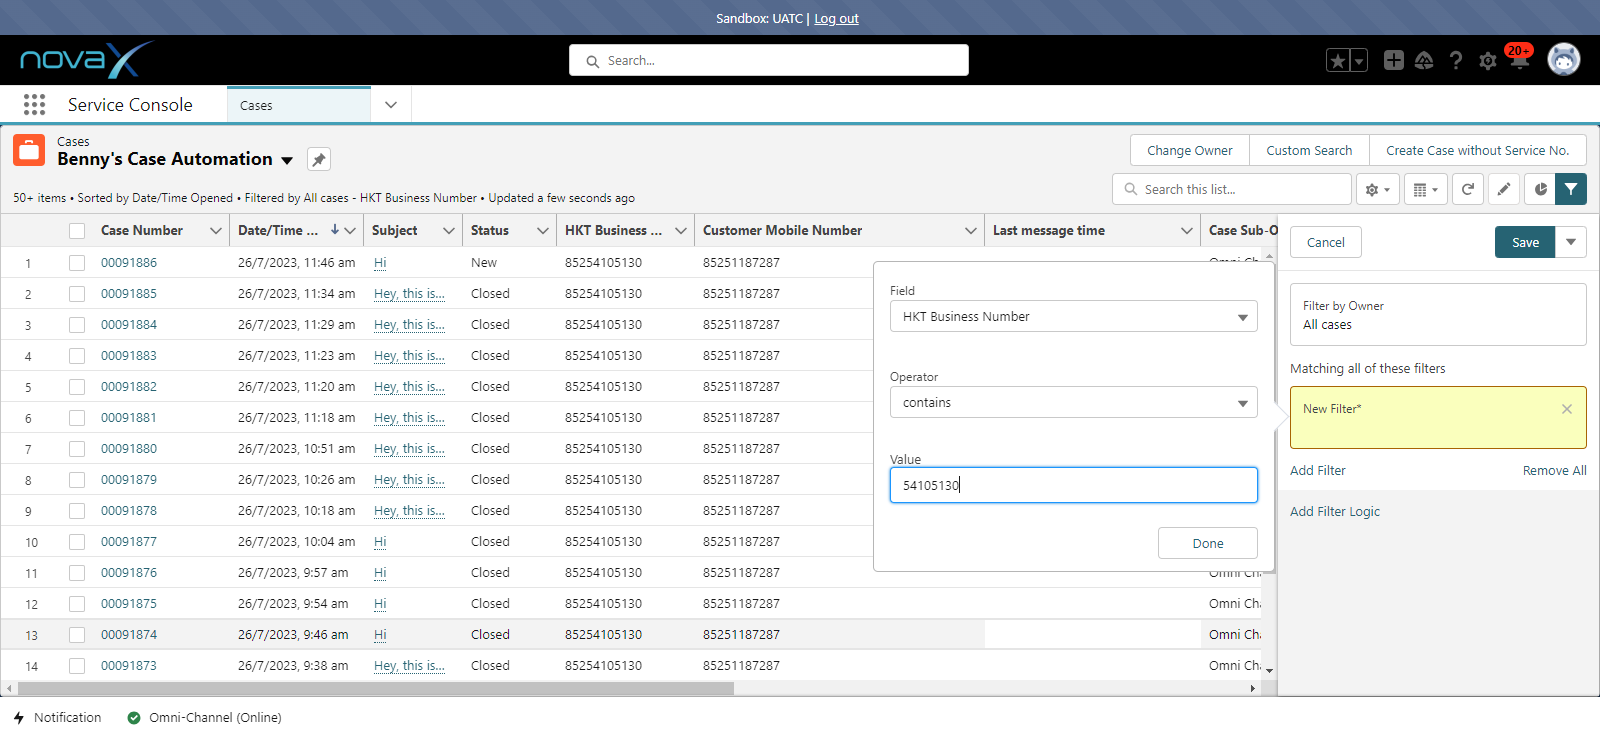 Sandbox: UATC | Log out
novaX
Search...
20+
Service Console
Cases
Cases
Benny's Case Automation
Change Owner
Custom Search
Create Case without Service No.
50+ items • Sorted by Date/Time Opened • Filtered by All cases - HKT Business Number • Updated a few seconds ago
Search this list...
Case Number Date/Time ... Subject Status HKT Business ... Customer Mobile Number Last message time Case Sub-O
1 00091886 26/7/2023, 11:46 am Hi New 85254105130 85251187287 Omni Ch
2 00091885 26/7/2023, 11:34 am Hey, this is... Closed 85254105130 85251187287
3 00091884 26/7/2023, 11:29 am Hey, this is... Closed 85254105130 85251187287
4 00091883 26/7/2023, 11:23 am Hey, this is... Closed 85254105130 85251187287
5 00091882 26/7/2023, 11:20 am Hey, this is... Closed 85254105130 85251187287
6 00091881 26/7/2023, 11:18 am Hey, this is... Closed 85254105130 85251187287
7 00091880 26/7/2023, 10:51 am Hey, this is... Closed 85254105130 85251187287
8 00091879 26/7/2023, 10:26 am Hey, this is... Closed 85254105130 85251187287
9 00091878 26/7/2023, 10:18 am Hey, this is... Closed 85254105130 85251187287
10 00091877 26/7/2023, 10:04 am Hi Closed 85254105130 85251187287
11 00091876 26/7/2023, 9:57 am Hi Closed 85254105130 85251187287 Omni Ch
12 00091875 26/7/2023, 9:54 am Hi Closed 85254105130 85251187287 Omni Cha
13 00091874 26/7/2023, 9:46 am Hi Closed 85254105130 85251187287 Omni Cha
14 00091873 26/7/2023, 9:38 am Hey, this is... Closed 85254105130 85251187287 Omni Cha
Field
HKT Business Number
Operator
contains
Value
54105130
Done
Cancel
Save
Filter by Owner
All cases
Matching all of these filters
New Filter*
Add Filter
Remove All
Add Filter Logic
Notification
Omni-Channel (Online)